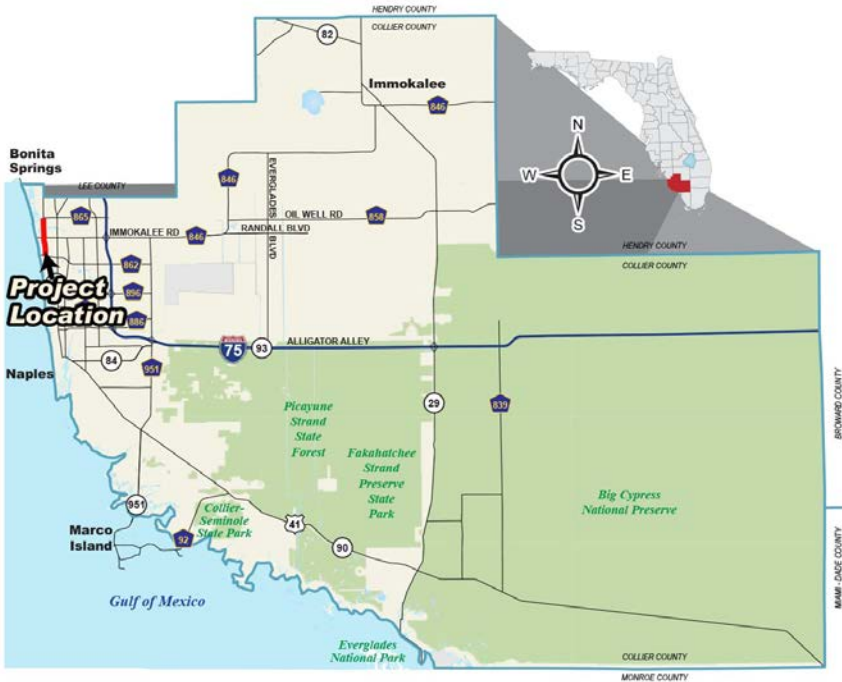 HENDRY COUNTY
COLLIER COUNTY
82
Immokalee
846
N
W
E
S
Bonita
Springs
LEE COUNTY
846
EVERGLADES BLVD
865
OIL WELL RD
858
IMMOKALEE RD
846
RANDALL BLVD
HENDRY COUNTY
COLLIER COUNTY
862
Project
Location
896
886
ALLIGATOR ALLEY
75
93
84
951
Naples
29
839
BROWARD COUNTY
Picayune
Strand
State
Forest
Fakahatchee
Strand
Preserve
State
Park
Big Cypress
National Preserve
951
Collier-
Seminole
State Park
41
Marco
Island
92
90
MIAMI-DADE COUNTY
Gulf of Mexico
Everglades
National Park
COLLIER COUNTY
MONROE COUNTY